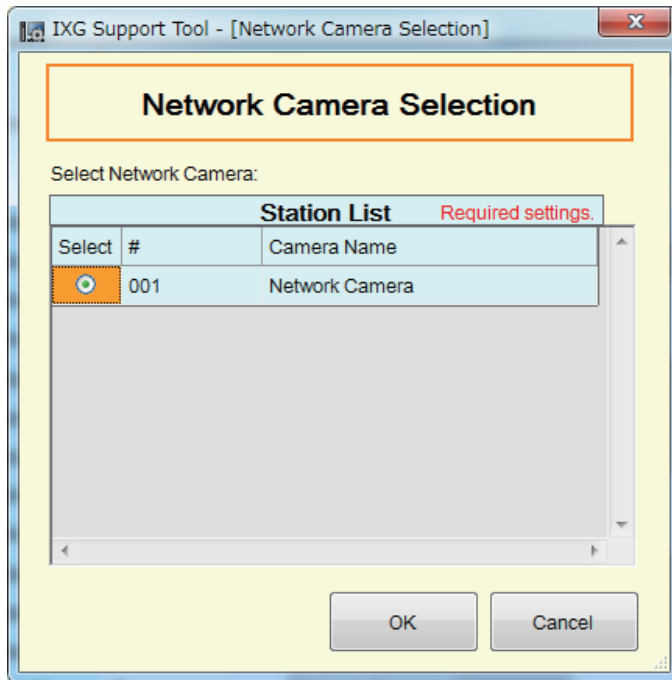 IXG Support Tool - [Network Camera Selection]
Network Camera Selection
Select Network Camera:
Station List Required settings.
Select # Camera Name
001 Network Camera
OK Cancel